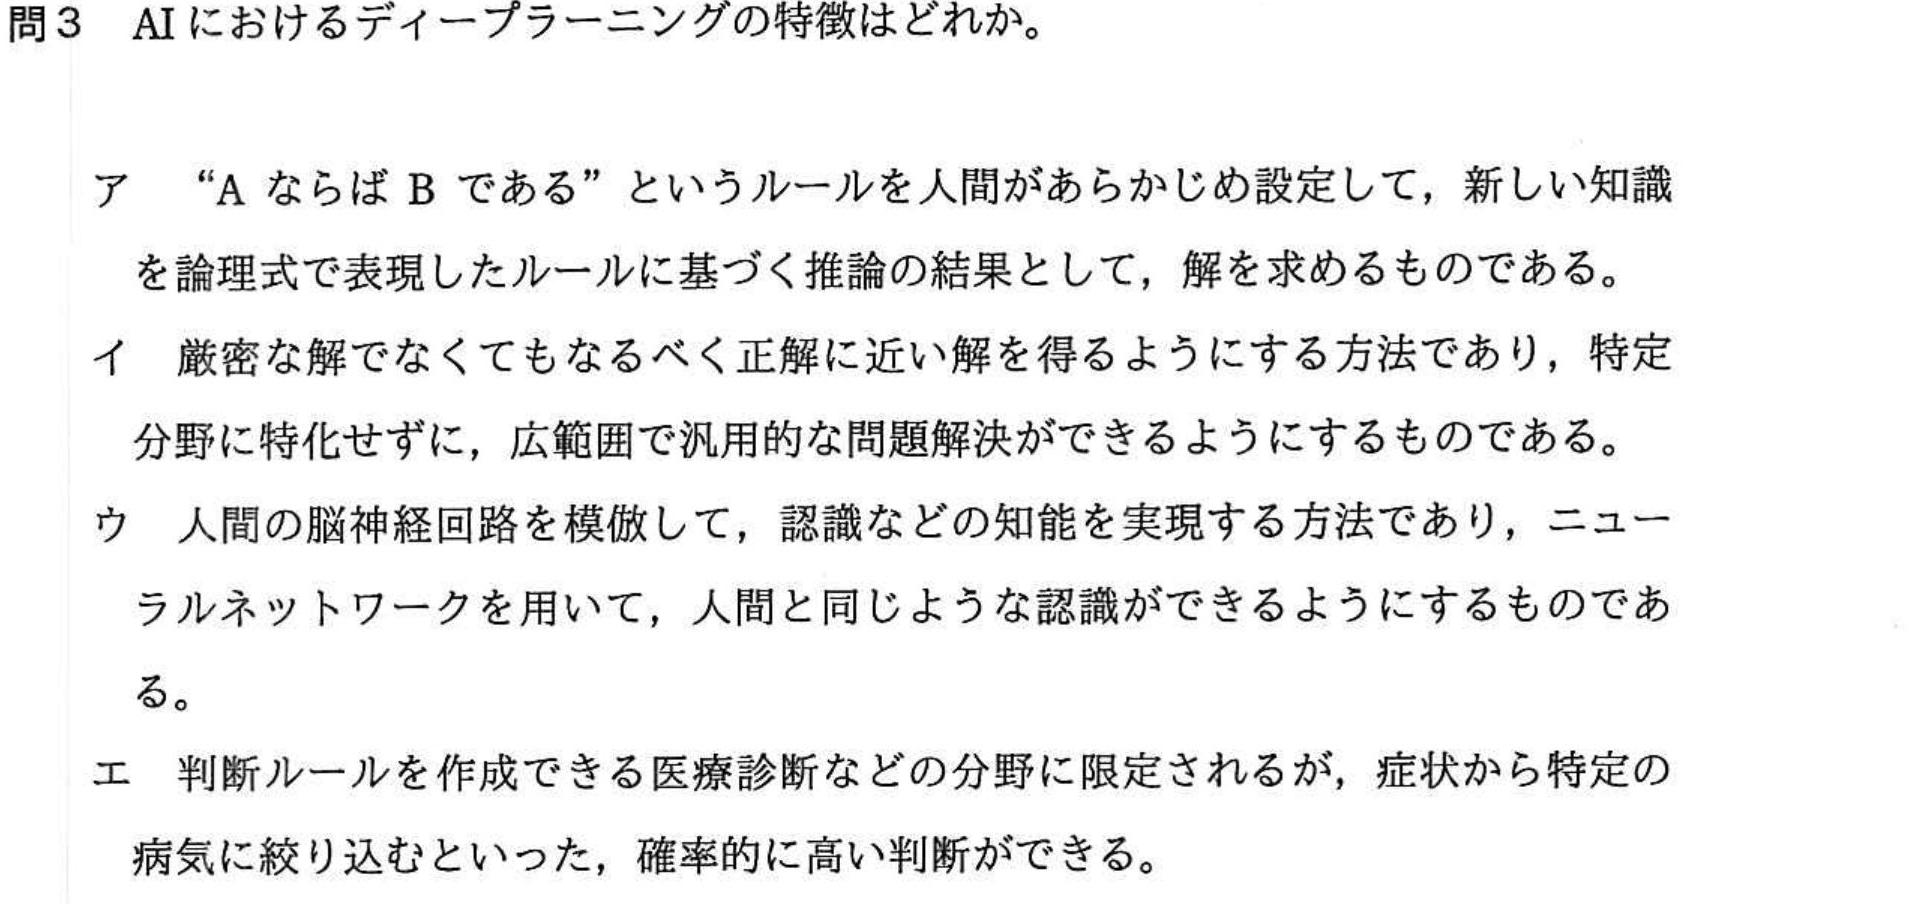 問3 AIにおけるディープラーニングの特徴はどれか。
ア “A ならば B である” というルールを人間があらかじめ設定して，新しい知識
を論理式で表現したルールに基づく推論の結果として，解を求めるものである。
イ 厳密な解でなくてもなるべく正解に近い解を得るようにする方法であり，特定
分野に特化せずに，広範囲で汎用的な問題解決ができるようにするものである。
ウ 人間の脳神経回路を模倣して，認識などの知能を実現する方法であり，ニュー
ラルネットワークを用いて，人間と同じような認識ができるようにするものであ
る。
エ 判断ルールを作成できる医療診断などの分野に限定されるが，症状から特定の
病気に絞り込むといった，確率的に高い判断ができる。